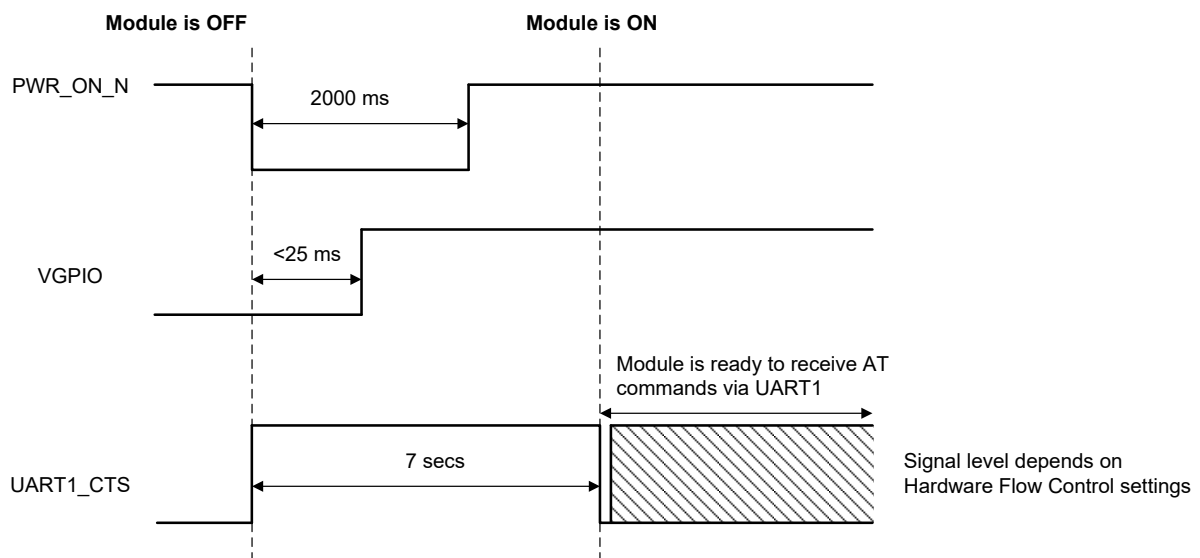 Module is OFF
Module is ON
PWR_ON_N
2000 ms
<25 ms
VGPIO
Module is ready to receive AT
commands via UART1
7 secs
UART1_CTS
Signal level depends on
Hardware Flow Control settings